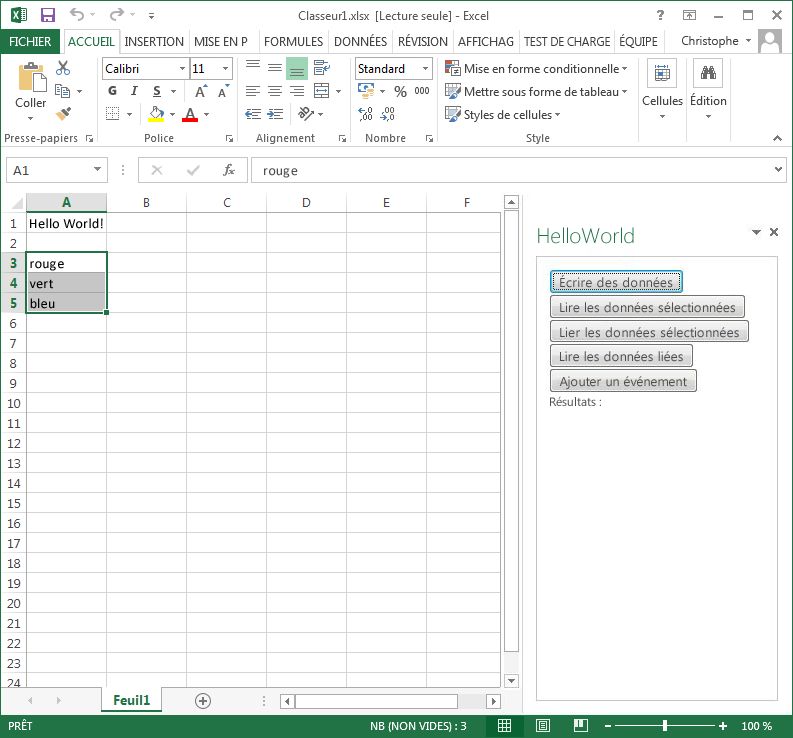 Classeur1.xlsx [Lecture seule] - Excel
FICHIER ACCUEIL INSERTION MISE EN P FORMULES DONNÉES RÉVISION AFFICHAG TEST DE CHARGE ÉQUIPE Christophe
Coller
Calibri 11
G I S A A
A
Standard
% 000
,00 ,0
Mise en forme conditionnelle
Mettre sous forme de tableau
Styles de cellules
Cellules
Édition
Presse-papiers Police Alignement Nombre Style
A1 fx rouge
A B C D E F
1 Hello World!
2
3 rouge
4 vert
5 bleu
6
7
8
9
10
11
12
13
14
15
16
17
18
19
20
21
22
23
24
HelloWorld
Écrire des données
Lire les données sélectionnées
Lier les données sélectionnées
Lire les données liées
Ajouter un événement
Résultats :
Feuil1
PRÊT NB (NON VIDES) : 3 100 %